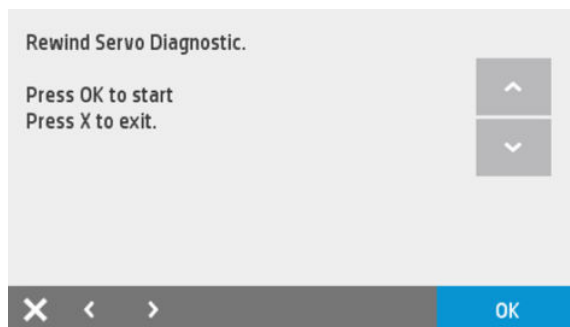 Rewind Servo Diagnostic.
Press OK to start
Press X to exit.
OK